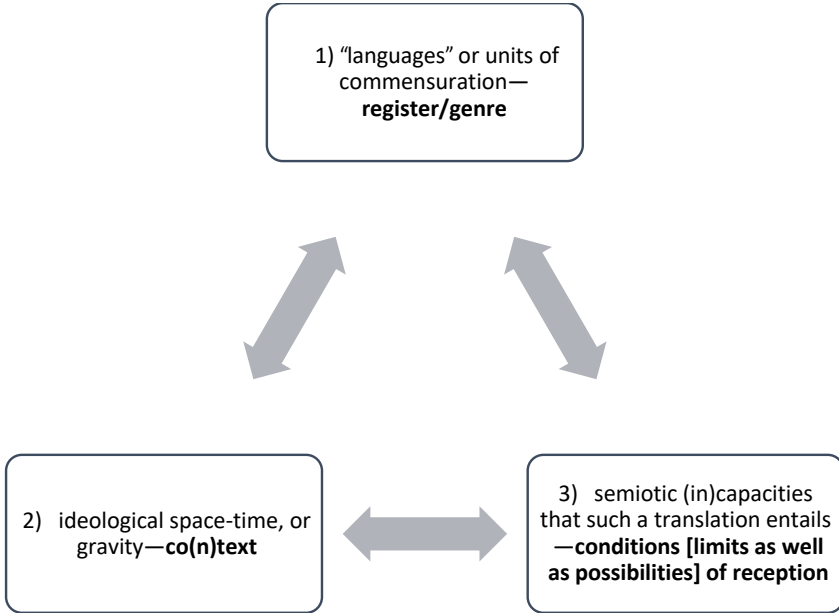 1) “languages” or units of
commensuration—
register/genre
2) ideological space-time, or
gravity—co(n)text
3) semiotic (in)capacities
that such a translation entails
—conditions [limits as well
as possibilities] of reception